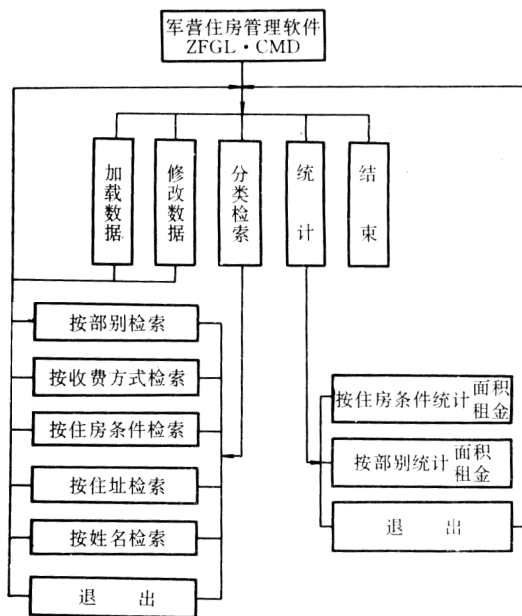 军营住房管理软件
ZFGL·CMD
加载数据
修改数据
分类检索
统计
结束
按部别检索
按收费方式检索
按住房条件检索
按住址检索
按姓名检索
退出
按住房条件统计面积租金
按部别统计面积租金
退出